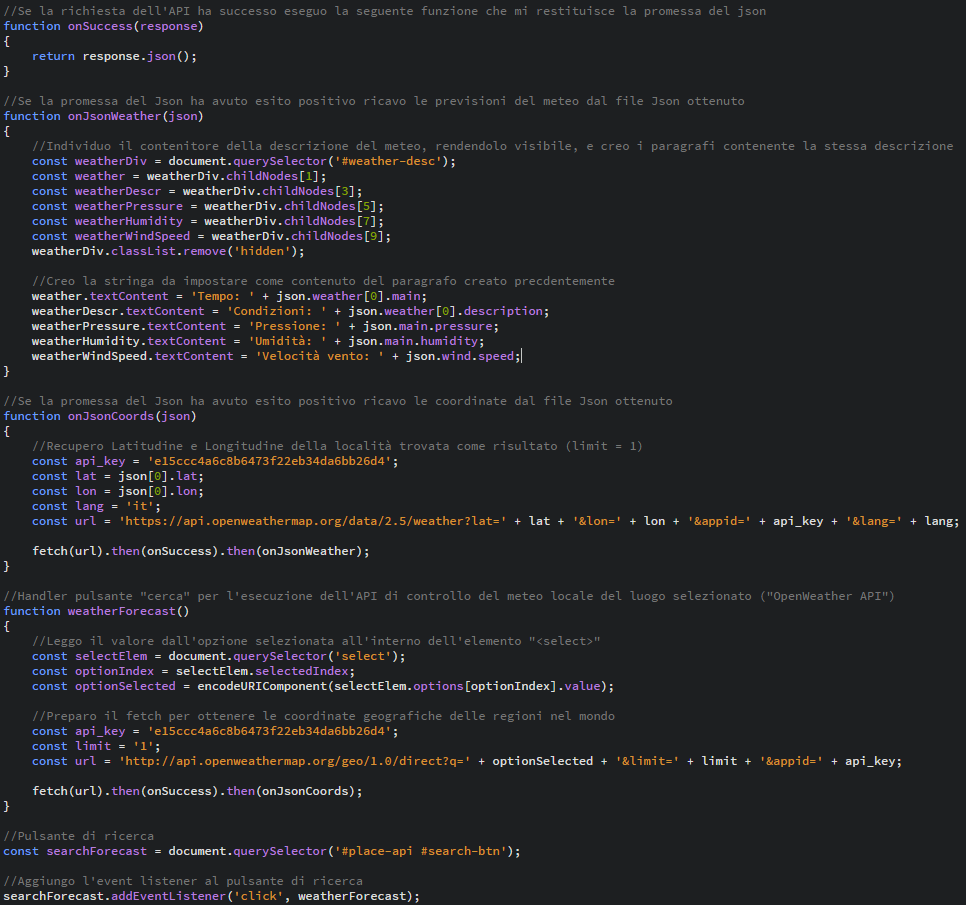 //Se la richiesta dell'API ha successo eseguo la seguente funzione che mi restituisce la promessa del json
function onSuccess(response)
{
    return response.json();
}

//Se la promessa del Json ha avuto esito positivo ricavo le previsioni del meteo dal file Json ottenuto
function onJsonWeather(json)
{
    //Individuo il contenitore della descrizione del meteo, rendendolo visibile, e creo i paragrafi contenente la stessa descrizione
    const weatherDiv = document.querySelector('#weather-desc');
    const weather = weatherDiv.childNodes[1];
    const weatherDescr = weatherDiv.childNodes[3];
    const weatherPressure = weatherDiv.childNodes[5];
    const weatherHumidity = weatherDiv.childNodes[7];
    const weatherWindSpeed = weatherDiv.childNodes[9];
    weatherDiv.classList.remove('hidden');

    //Creo la stringa da impostare come contenuto del paragrafo creato precdentemente
    weather.textContent = 'Tempo: ' + json.weather[0].main;
    weatherDescr.textContent = 'Condizioni: ' + json.weather[0].description;
    weatherPressure.textContent = 'Pressione: ' + json.main.pressure;
    weatherHumidity.textContent = 'Umidità: ' + json.main.humidity;
    weatherWindSpeed.textContent = 'Velocità vento: ' + json.wind.speed;
}

//Se la promessa del Json ha avuto esito positivo ricavo le coordinate dal file Json ottenuto
function onJsonCoords(json)
{
    //Recupero Latitudine e Longitudine della località trovata come risultato (limit = 1)
    const api_key = 'e15ccc4a6c8b6473f22eb34da6bb26d4';
    const lat = json[0].lat;
    const lon = json[0].lon;
    const lang = 'it';
    const url = 'https://api.openweathermap.org/data/2.5/weather?lat=' + lat + '&lon=' + lon + '&appid=' + api_key + '&lang=' + lang;

    fetch(url).then(onSuccess).then(onJsonWeather);
}

//Handler pulsante "cerca" per l'esecuzione dell'API di controllo del meteo locale del luogo selezionato ("OpenWeather API")
function weatherForecast()
{
    //Leggo il valore dall'opzione selezionata all'interno dell'elemento "<select>"
    const selectElem = document.querySelector('select');
    const optionIndex = selectElem.selectedIndex;
    const optionSelected = encodeURIComponent(selectElem.options[optionIndex].value);

    //Preparo il fetch per ottenere le coordinate geografiche delle regioni nel mondo
    const api_key = 'e15ccc4a6c8b6473f22eb34da6bb26d4';
    const limit = '1';
    const url = 'http://api.openweathermap.org/geo/1.0/direct?q=' + optionSelected + '&limit=' + limit + '&appid=' + api_key;

    fetch(url).then(onSuccess).then(onJsonCoords);
}

//Pulsante di ricerca
const searchForecast = document.querySelector('#place-api #search-btn');

//Aggiungo l'event listener al pulsante di ricerca
searchForecast.addEventListener('click', weatherForecast);